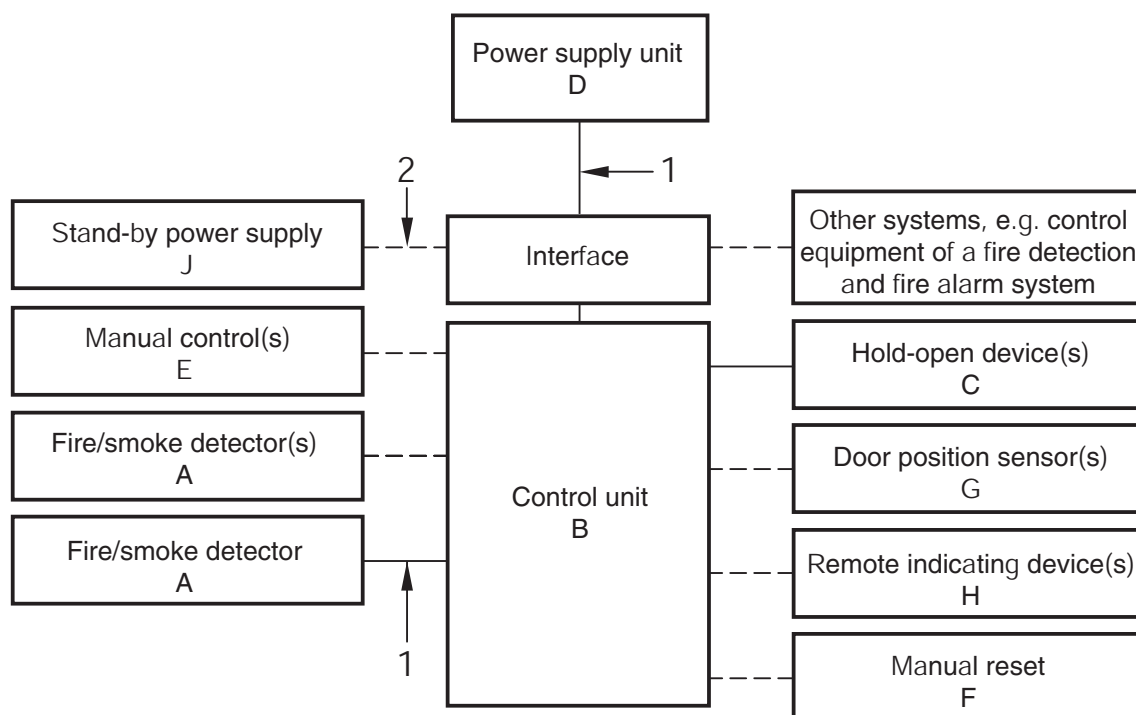 Power supply unit
D
2
1
Stand-by power supply
J
Interface
Other systems, e.g. control
equipment of a fire detection
and fire alarm system
Manual control(s)
E
Hold-open device(s)
C
Fire/smoke detector(s)
A
Door position sensor(s)
G
Control unit
B
Fire/smoke detector
A
Remote indicating device(s)
H
1
Manual reset
F